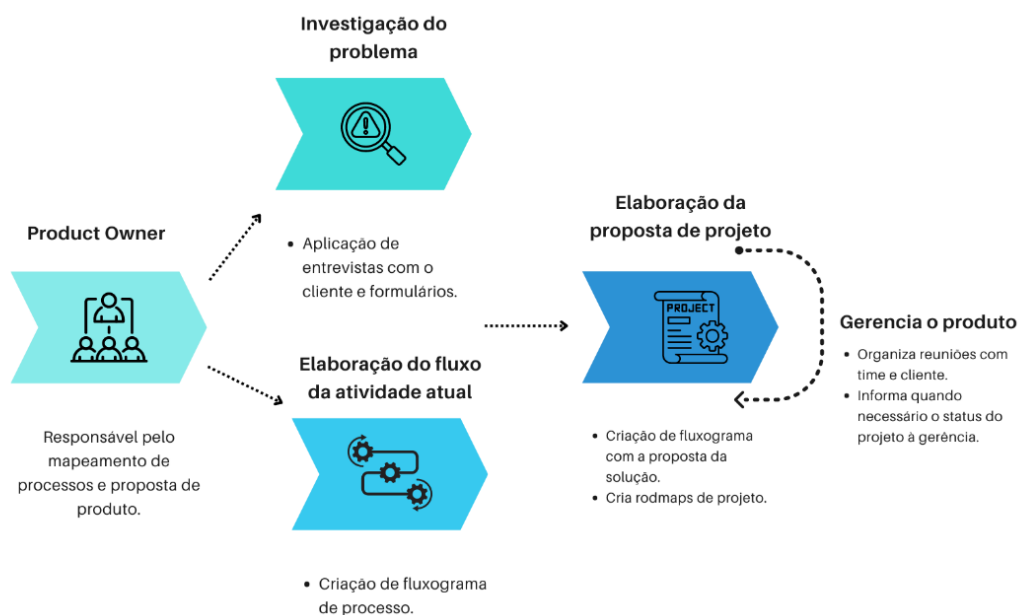 Investigação do
problema
Product Owner
Responsável pelo
mapeamento de
processos e proposta de
produto.
• Aplicação de
entrevistas com o
cliente e formulários.
Elaboração do fluxo
da atividade atual
• Criação de fluxograma
de processo.
Elaboração da
proposta de projeto
PROJECT
• Criação de fluxograma
com a proposta da
solução.
• Cria rodmaps de projeto.
Gerencia o produto
• Organiza reuniões com
time e cliente.
• Informa quando
necessário o status do
projeto à gerência.